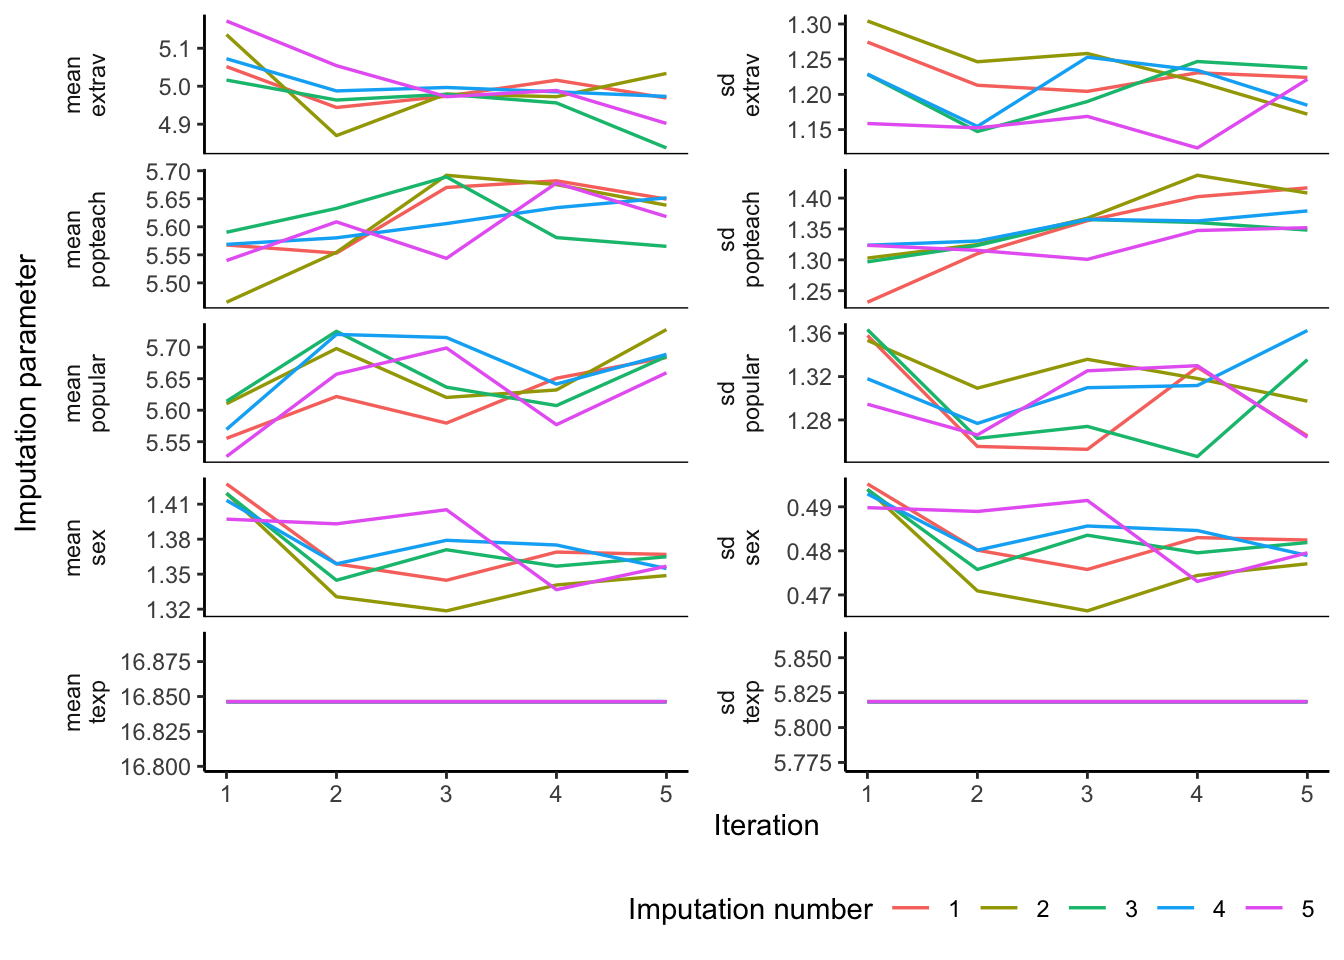 Imputation parameter
mean
extrav
5.1
5.0
4.9
sd
extrav
1.30
1.25
1.20
1.15
mean
popteach
5.70
5.65
5.60
5.55
5.50
sd
popteach
1.40
1.35
1.30
1.25
mean
popular
5.70
5.65
5.60
5.55
sd
popular
1.36
1.32
1.28
mean
sex
1.41
1.38
1.35
1.32
sd
sex
0.49
0.48
0.47
mean
texp
16.875
16.850
16.825
16.800
sd
texp
5.850
5.825
5.800
5.775
1 2 3 4 5
1 2 3 4 5
Iteration
Imputation number 1 2 3 4 5